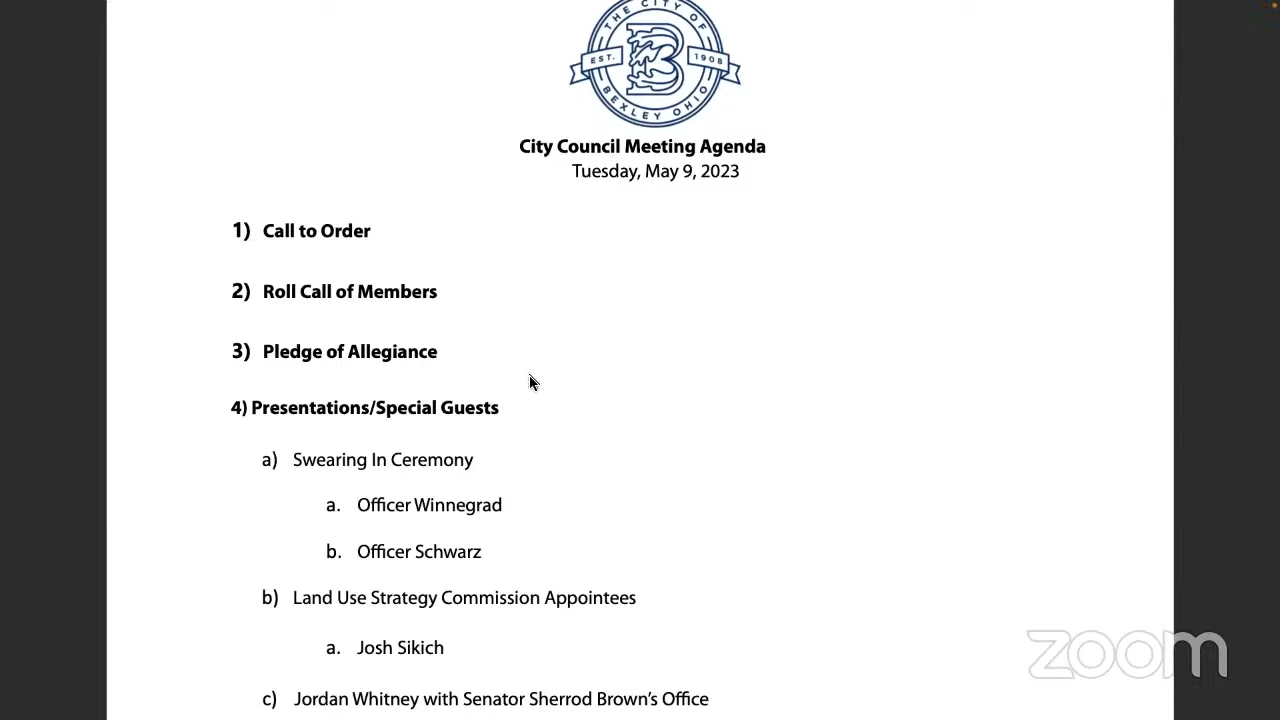 THE CITY OF
EST. 1908
BEXLEY OHIO
City Council Meeting Agenda
Tuesday, May 9, 2023
1) Call to Order
2) Roll Call of Members
3) Pledge of Allegiance
4) Presentations/Special Guests
a) Swearing In Ceremony
a. Officer Winnegrad
b. Officer Schwarz
b) Land Use Strategy Commission Appointees
a. Josh Sikich
c) Jordan Whitney with Senator Sherrod Brown's Office
zoom